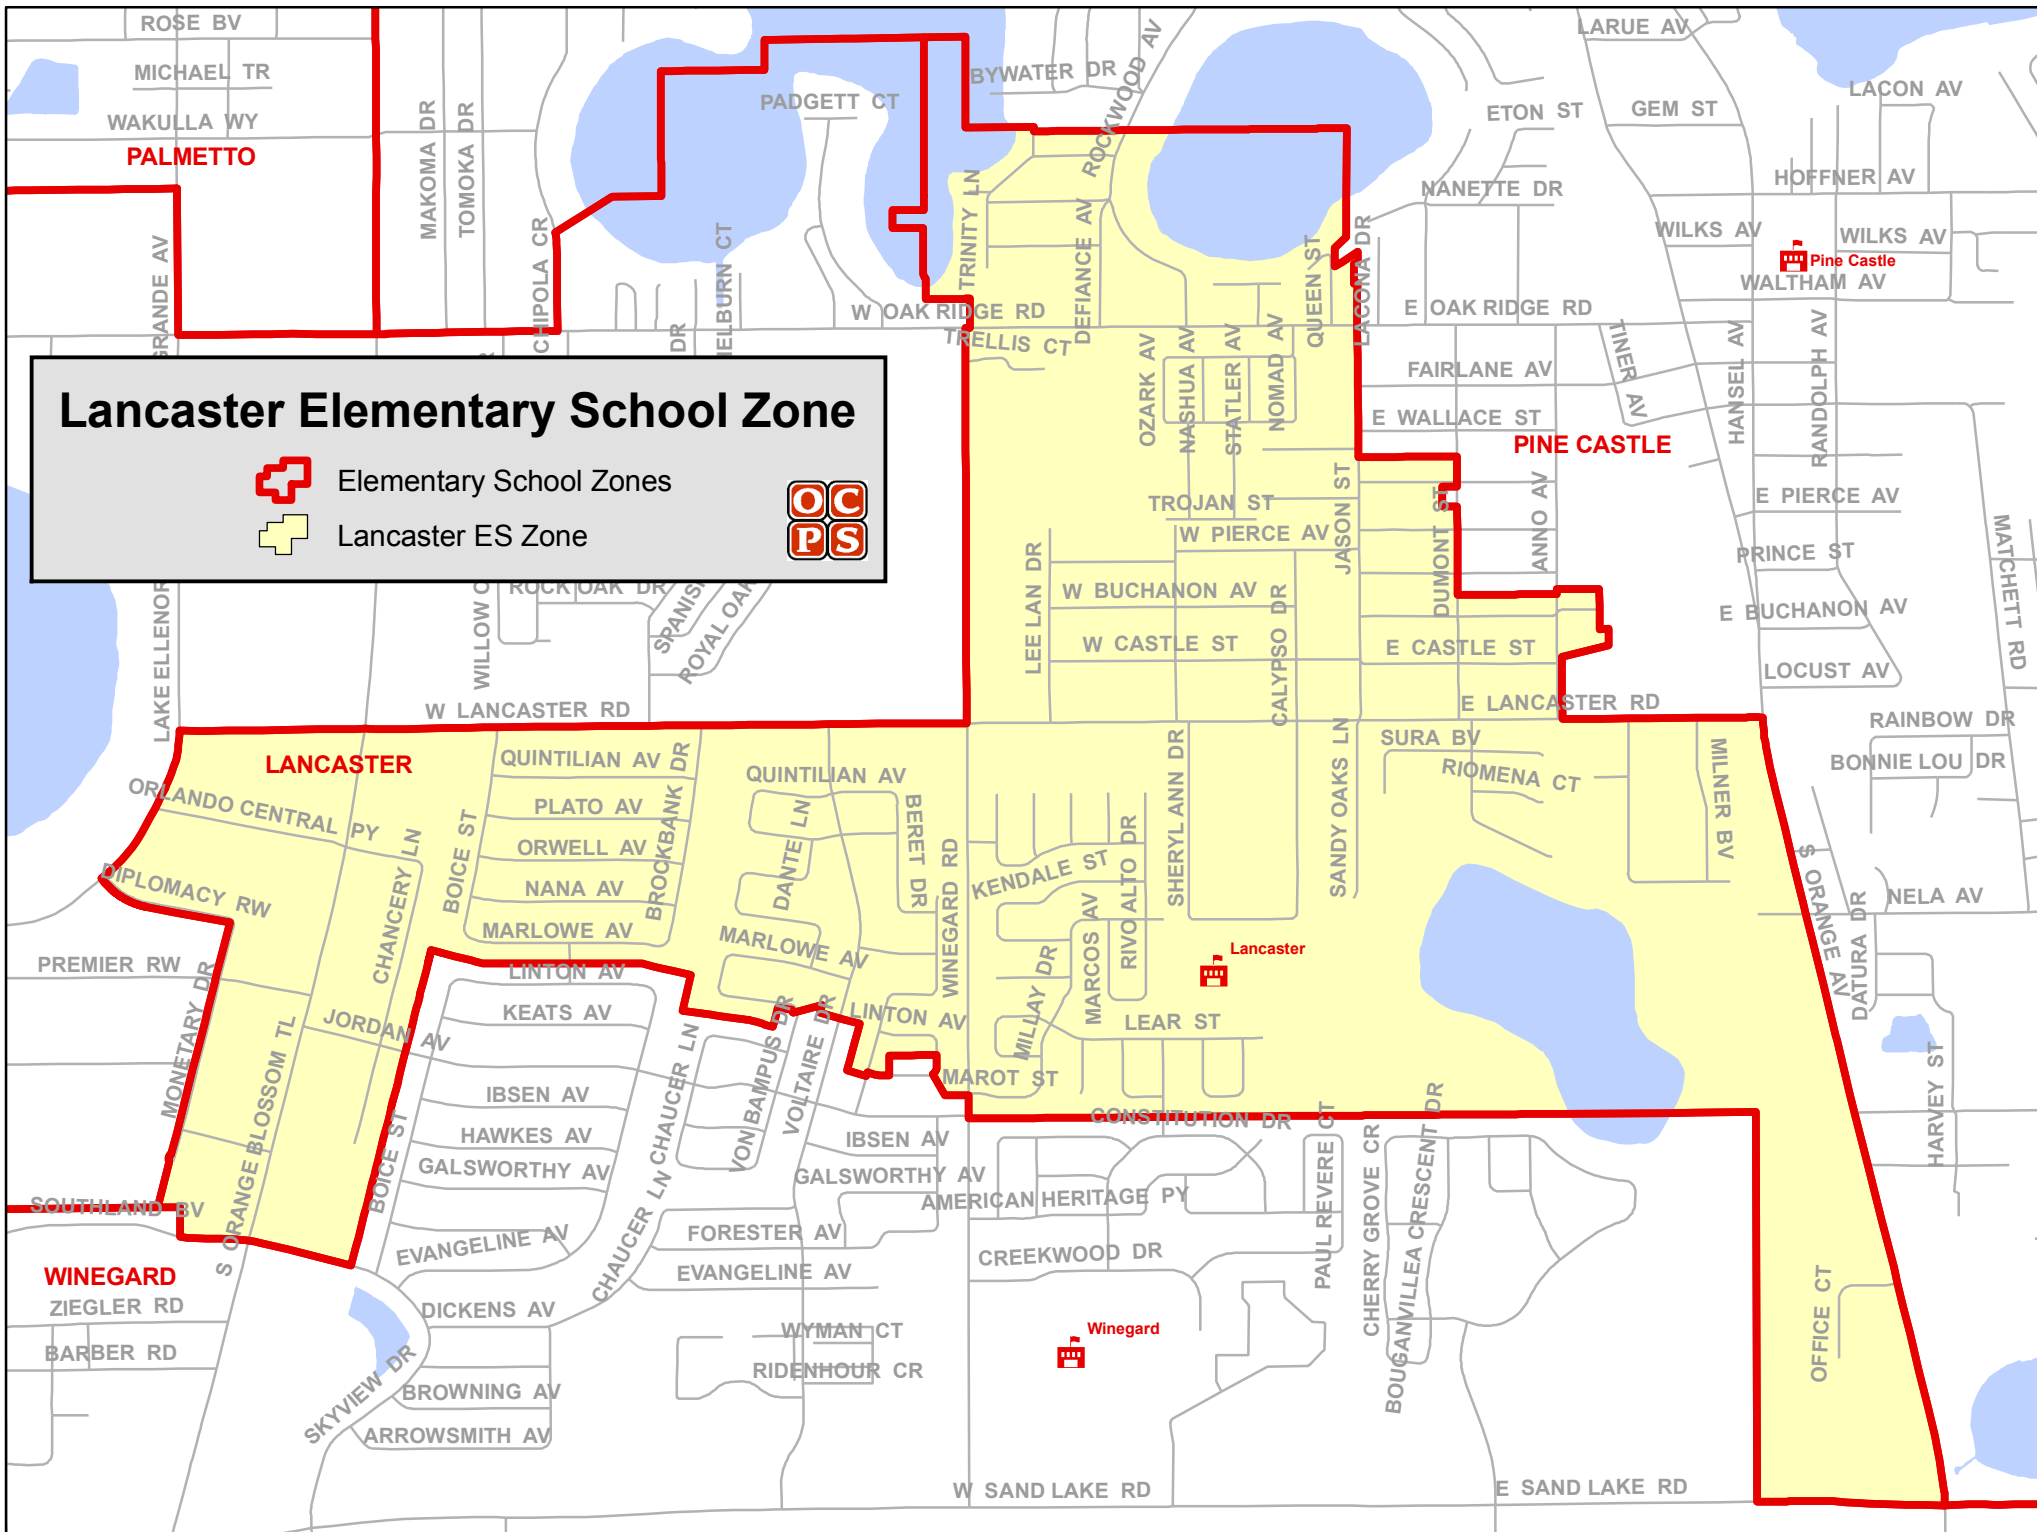 ROSE BV
LARUE AV
MICHAEL TR
BYWATER DR
ROCKWOOD AV
PADGETT CT
LACON AV
ETON ST
GEM ST
WAKULLA WY
MAKOMA DR
TOMOKA DR
PALMETTO
HOFFNER AV
NANETTE DR
TRINITY LN
DEFIANCE AV
CHIPOLA CR
GRANDE AV
QUEEN ST
LACONA DR
WILKS AV
WILKS AV
Pine Castle
WALTHAM AV
W OAK RIDGE RD
E OAK RIDGE RD
TRELLIS CT
DR
TINER AV
HANSEL AV
RANDOLPH AV
OZARK AV
NASHUA AV
STATLER AV
NOMAD AV
FAIRLANE AV
E WALLACE ST
PINE CASTLE
Lancaster Elementary School Zone
Elementary School Zones
Lancaster ES Zone
OCPS
TROJAN ST
W PIERCE AV
JASON ST
DUMONT ST
ANNO AV
E PIERCE AV
PRINCE ST
MATCHETT RD
ROCK OAK DR
LEE LAN DR
W BUCHANON AV
CALYPSO DR
E BUCHANON AV
W CASTLE ST
E CASTLE ST
LOCUST AV
W LANCASTER RD
E LANCASTER RD
RAINBOW DR
LANCASTER
QUINTILIAN AV
BROCKBANK DR
QUINTILIAN AV
SHERYL ANN DR
SANDY OAKS LN
SURA BV
RIOMENA CT
MILNER BV
BONNIE LOU DR
ORLANDO CENTRAL PY
PLATO AV
DANTE LN
BERET DR
BOICE ST
CHANCERY LN
ORWELL AV
WINEGARD RD
KENDALE ST
RIVO ALTO DR
S ORANGE AV
DIPLOMACY RW
NANA AV
NELA AV
MARLOWE AV
MARLOWE AV
MARCOS AV
DATURA DR
Lancaster
PREMIER RW
LINTON AV
MILLAY DR
MONETARY DR
KEATS AV
LINTON AV
LEAR ST
JORDAN AV
S ORANGE BLOSSOM TL
CHAUCER LN
VON BAMPUS DR
VOLTAIRE DR
MAROT ST
HARVEY ST
IBSEN AV
CONSTITUTION DR
HAWKES AV
IBSEN AV
BOICE ST
GALSWORTHY AV
GALSWORTHY AV
AMERICAN HERITAGE PY
PAUL REVERE CT
CHERRY GROVE CR
BOUGANVILLEA CRESCENT DR
SOUTHLAND BV
CHAUCER LN
FORESTER AV
EVANGELINE AV
CREEKWOOD DR
EVANGELINE AV
WINEGARD
ZIEGLER RD
DICKENS AV
OFFICE CT
WYMAN CT
Winegard
BARBER RD
RIDENHOUR CR
SKYVIEW DR
BROWNING AV
ARROWSMITH AV
W SAND LAKE RD
E SAND LAKE RD